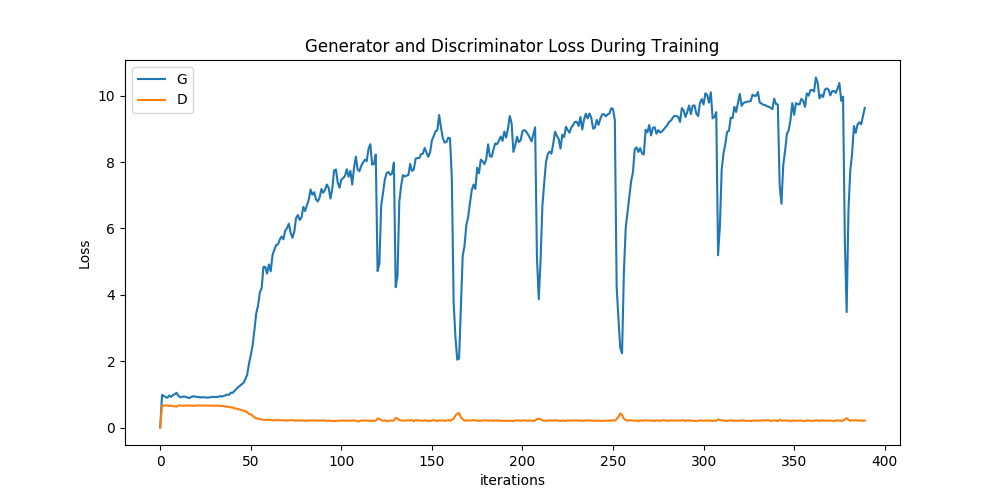 Generator and Discriminator Loss During Training
G
D
10
8
6
4
2
0
Loss
0 50 100 150 200 250 300 350 400
iterations